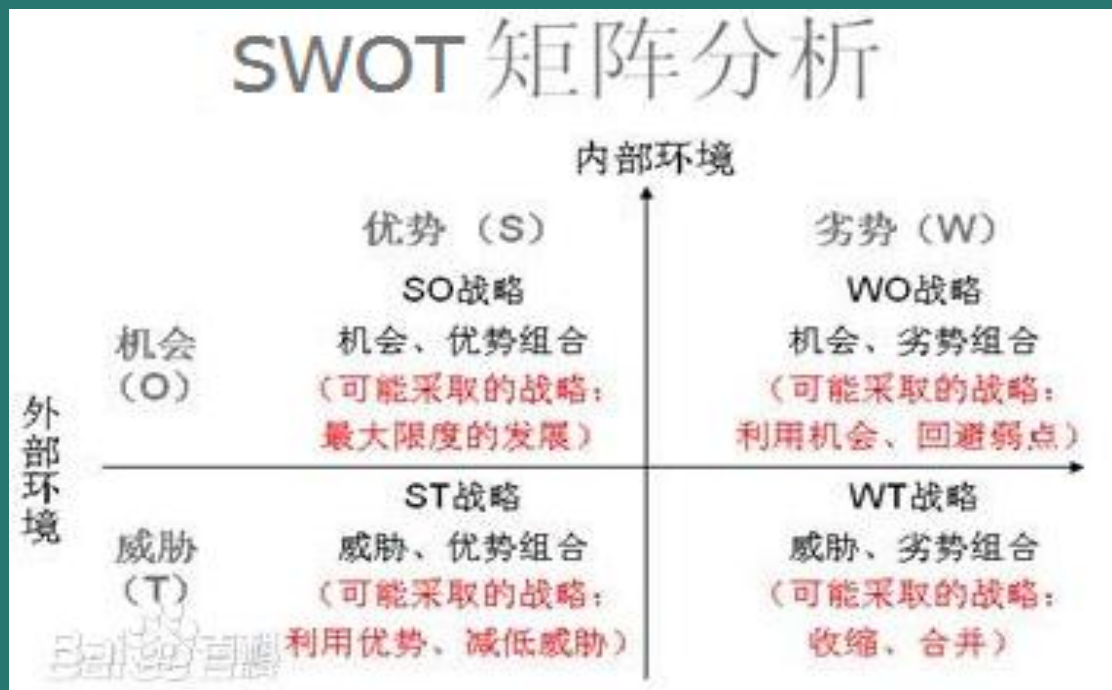 SWOT 矩阵分析
内部环境
优势 （S）
劣势（W）
外部环境
机会
（O）
SO战略
机会、优势组合
（可能采取的战略：
最大限度的发展）
WO战略
机会、劣势组合
（可能采取的战略：
利用机会、回避弱点）
威胁
（T）
ST战略
威胁、优势组合
（可能采取的战略：
利用优势、减低威胁）
WT战略
威胁、劣势组合
（可能采取的战略：
收缩、合并）
Bai 百科